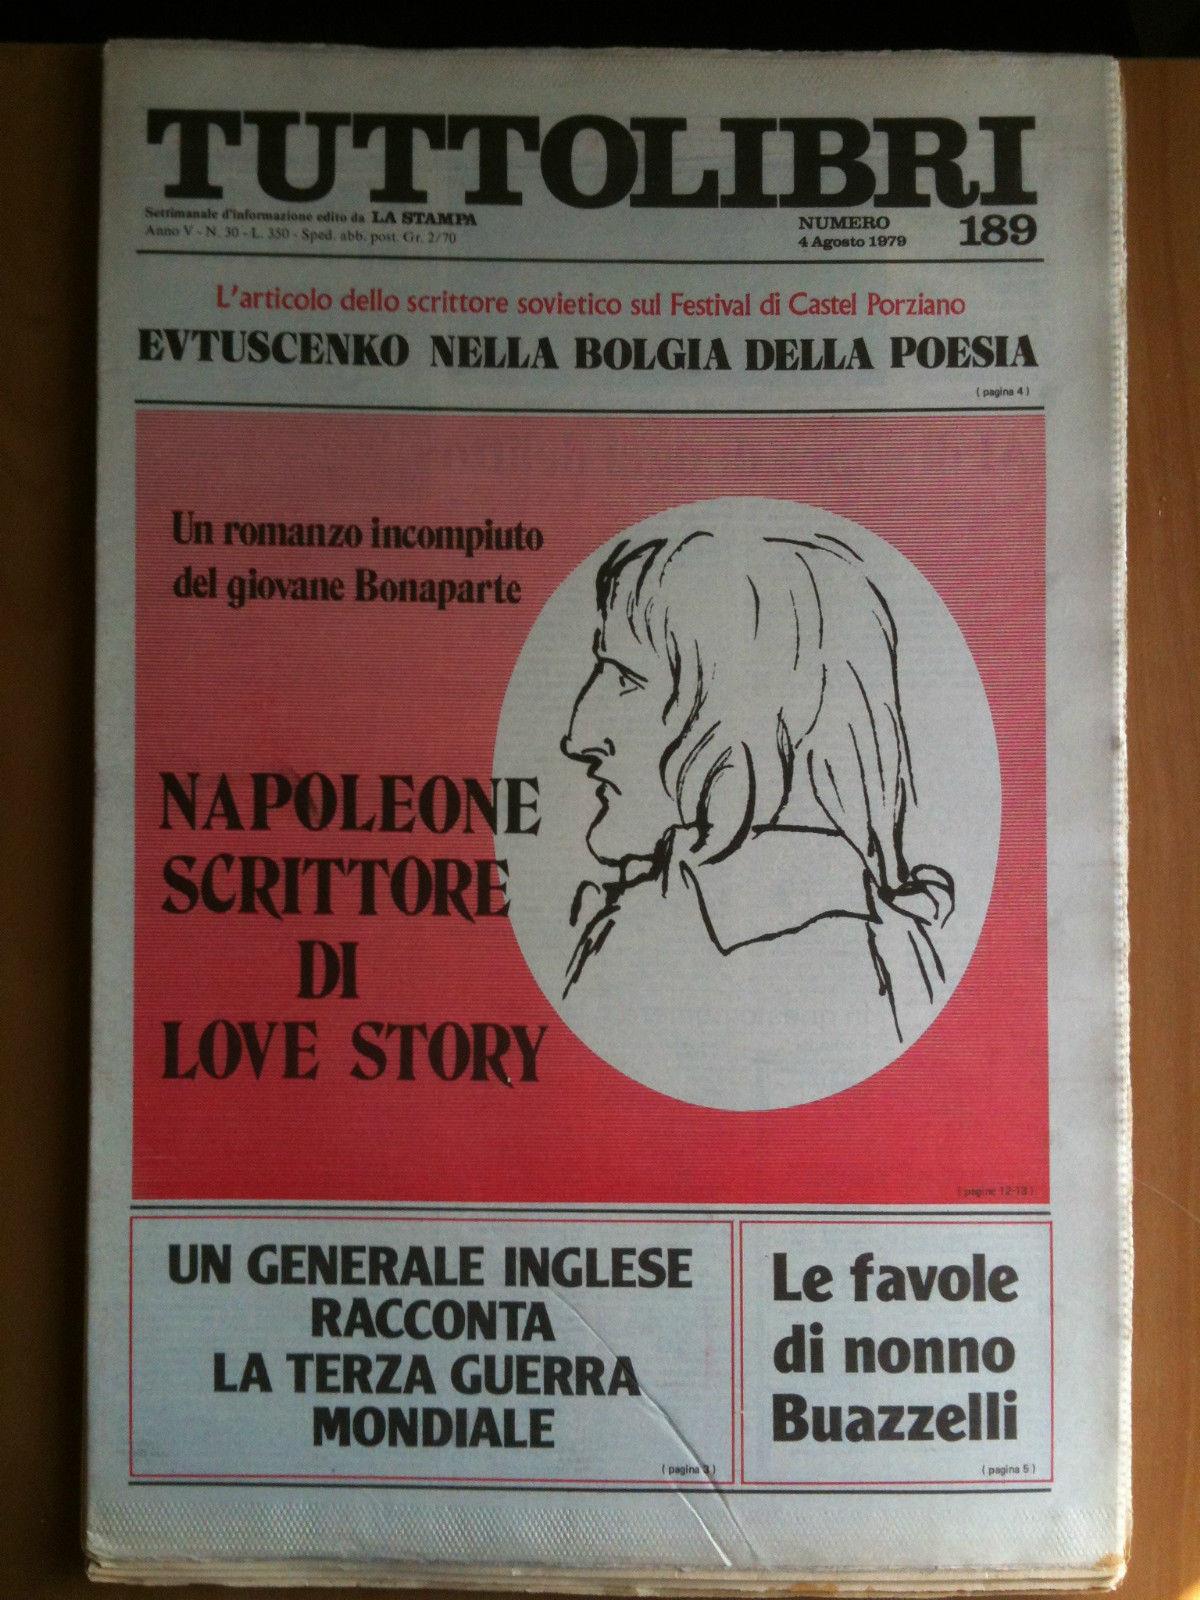 TUTTOLIBRI
Settimanale d'informazione edito da LA STAMPA
Anno V - N. 30 - L. 350 - Sped. abb. post. Gr. 2/70
NUMERO
4 Agosto 1979
189
L'articolo dello scrittore sovietico sul Festival di Castel Porziano
EVTUSCENKO NELLA BOLGIA DELLA POESIA
( pagina 4 )
Un romanzo incompiuto
del giovane Bonaparte
NAPOLEONE
SCRITTORE
DI
LOVE STORY
( pagine 12-13 )
UN GENERALE INGLESE
RACCONTA
LA TERZA GUERRA
MONDIALE
( pagina 3 )
Le favole
di nonno
Buazzelli
( pagina 5 )